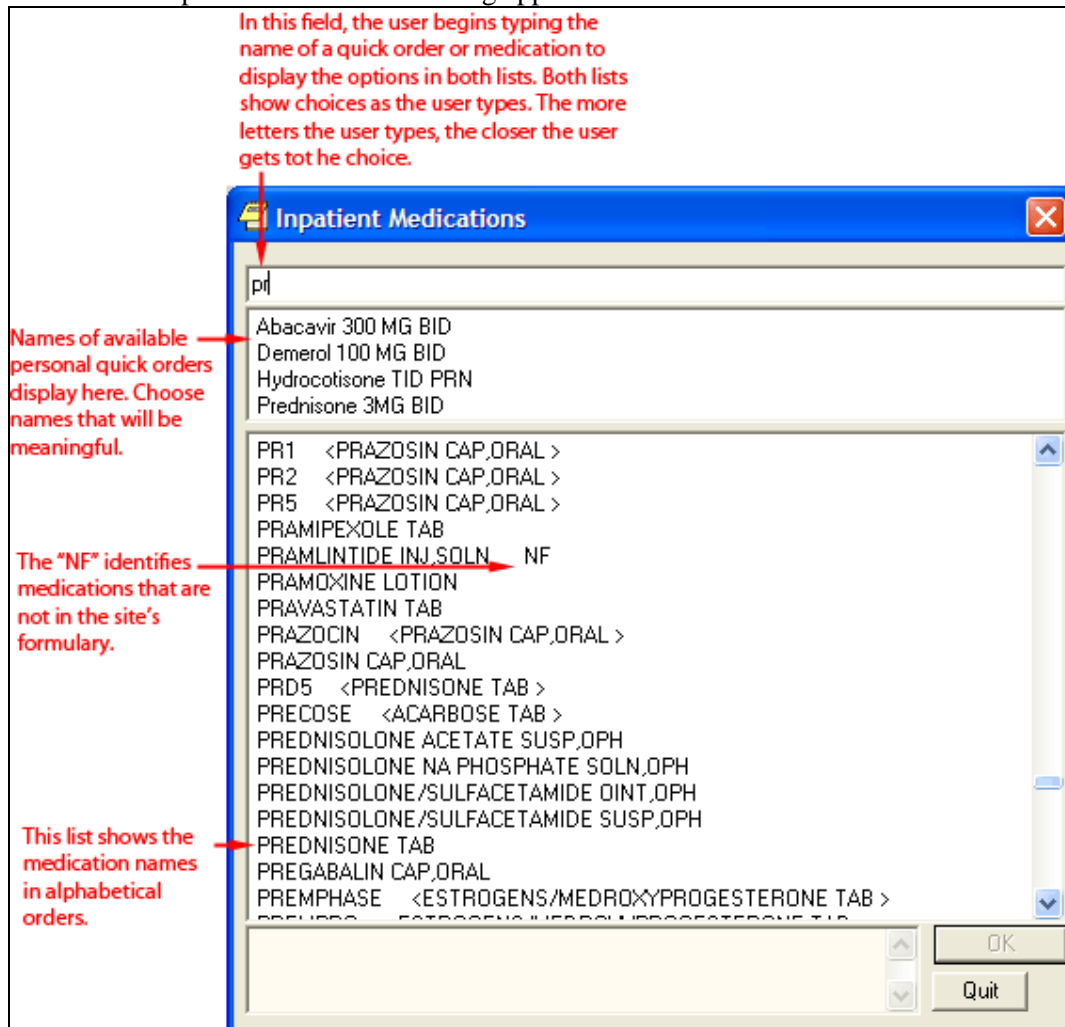 In this field, the user begins typing the
name of a quick order or medication to
display the options in both lists. Both lists
show choices as the user types. The more
letters the user types, the closer the user
gets tot he choice.
Inpatient Medications
pr
Names of available
personal quick orders
display here. Choose
names that will be
meaningful.
Abacavir 300 MG BID
Demerol 100 MG BID
Hydrocotisone TID PRN
Prednisone 3MG BID
PR1 <PRAZOSIN CAP,ORAL >
PR2 <PRAZOSIN CAP,ORAL >
PR5 <PRAZOSIN CAP,ORAL >
PRAMIPEXOLE TAB
PRAMLINTIDE INJ,SOLN NF
PRAMOXINE LOTION
PRAVASTATIN TAB
PRAZOCIN <PRAZOSIN CAP,ORAL >
PRAZOSIN CAP,ORAL
PRD5 <PREDNISONE TAB >
PRECOSE <ACARBOSE TAB >
PREDNISOLONE ACETATE SUSP,OPH
PREDNISOLONE NA PHOSPHATE SOLN,OPH
PREDNISOLONE/SULFACETAMIDE OINT,OPH
PREDNISOLONE/SULFACETAMIDE SUSP,OPH
PREDNISONE TAB
PREGABALIN CAP,ORAL
PREMPHASE <ESTROGENS/MEDROXYPROGESTERONE TAB >
The "NF" identifies
medications that are
not in the site's
formulary.
This list shows the
medication names
in alphabetical
orders.
OK
Quit